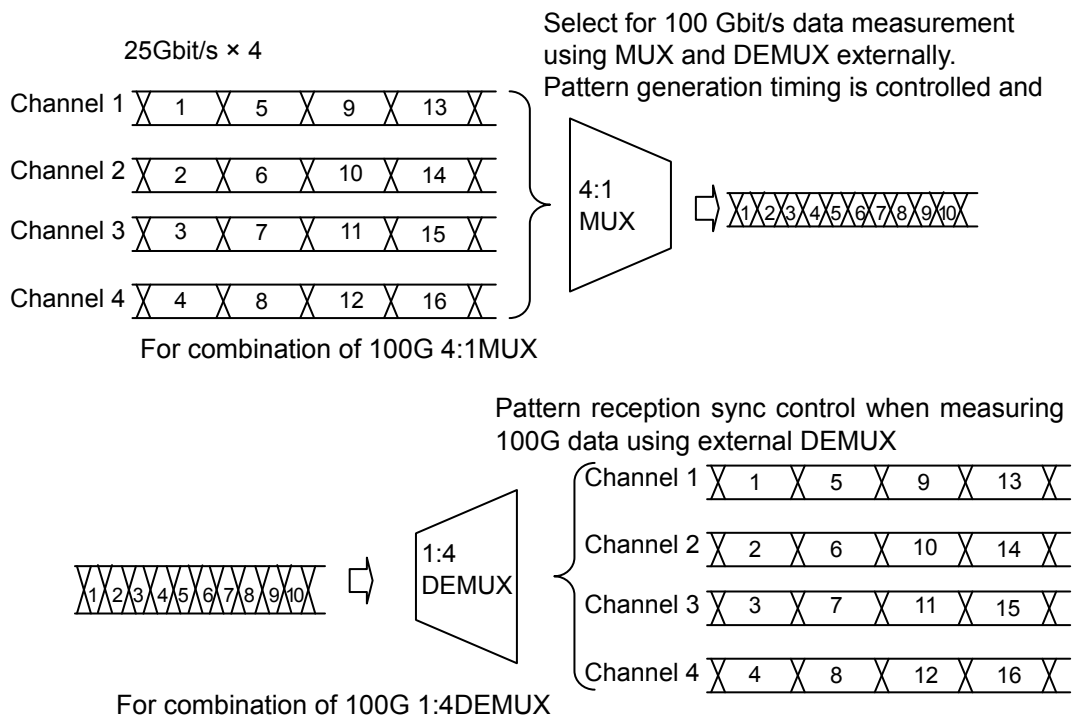 25Gbit/s × 4
Select for 100 Gbit/s data measurement
using MUX and DEMUX externally.
Pattern generation timing is controlled and
Channel 1 1 5 9 13
Channel 2 2 6 10 14
Channel 3 3 7 11 15
Channel 4 4 8 12 16
4:1
MUX
1 2 3 4 5 6 7 8 9 10
For combination of 100G 4:1MUX
Pattern reception sync control when measuring
100G data using external DEMUX
1 2 3 4 5 6 7 8 9 10
1:4
DEMUX
Channel 1 1 5 9 13
Channel 2 2 6 10 14
Channel 3 3 7 11 15
Channel 4 4 8 12 16
For combination of 100G 1:4DEMUX